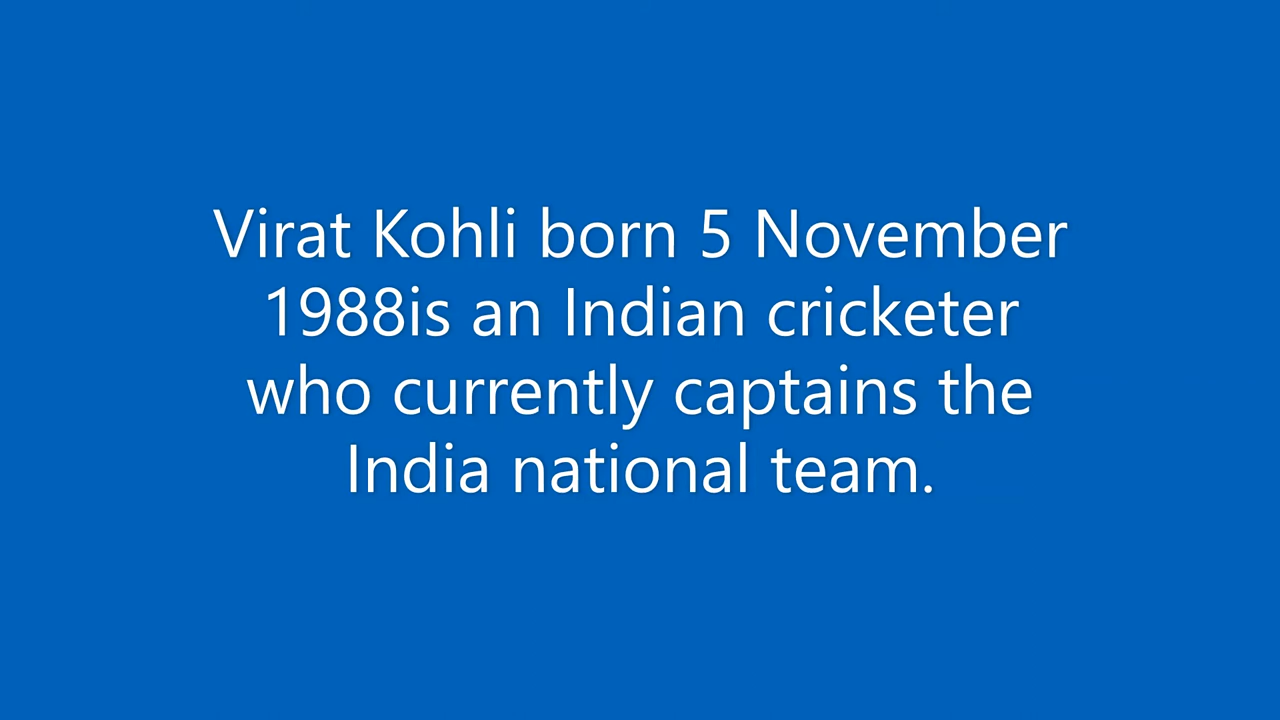 Virat Kohli born 5 November
1988is an Indian cricketer
who currently captains the
India national team.